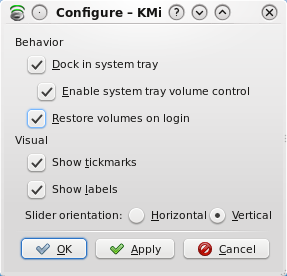 Configure – KMi
Behavior
Dock in system tray
Enable system tray volume control
Restore volumes on login
Visual
Show tickmarks
Show labels
Slider orientation: Horizontal Vertical
OK Apply Cancel